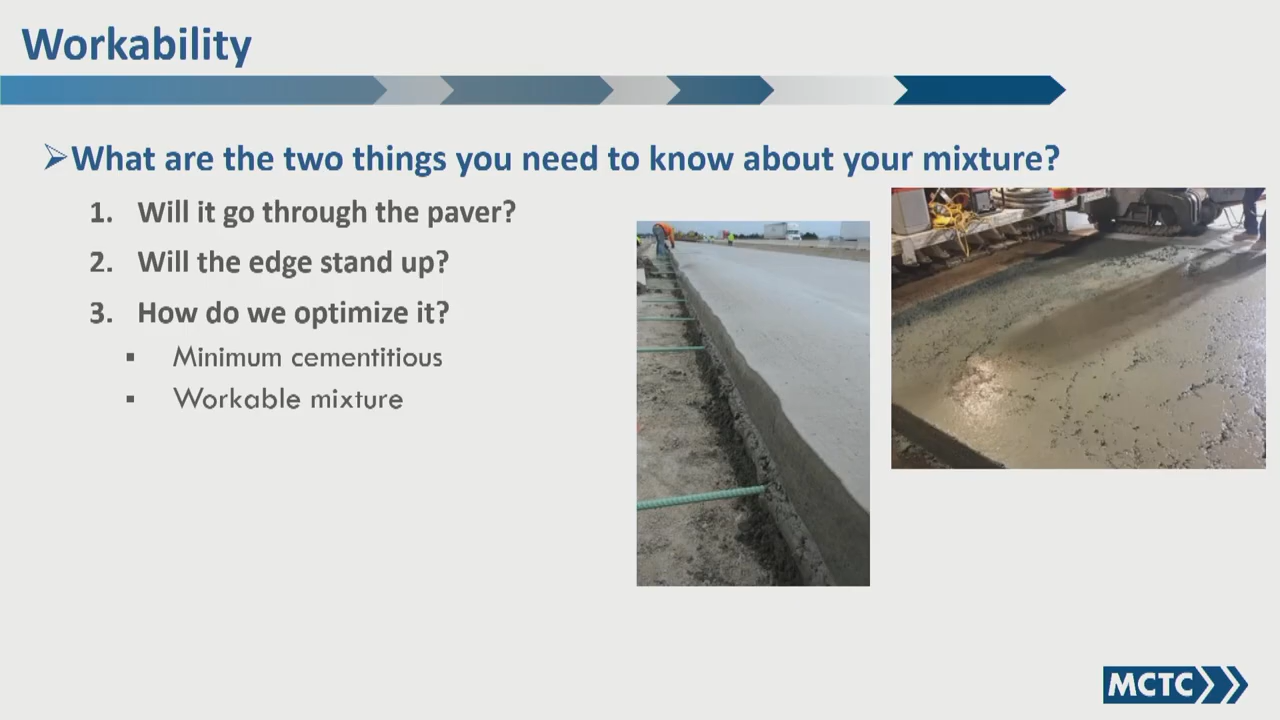 Workability
➢What are the two things you need to know about your mixture?
1. Will it go through the paver?
2. Will the edge stand up?
3. How do we optimize it?
▪ Minimum cementitious
▪ Workable mixture
MCTC